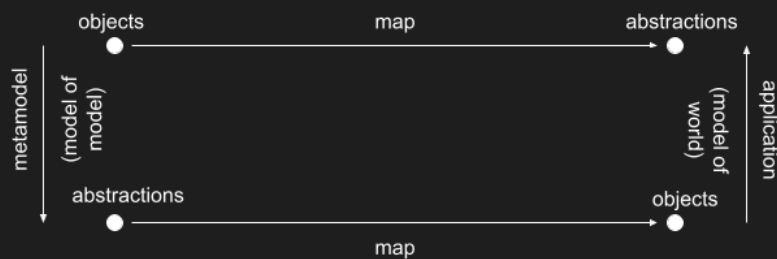 objects
map
abstractions
metamodel
(model of
model)
(model of
world)
application
abstractions
objects
map